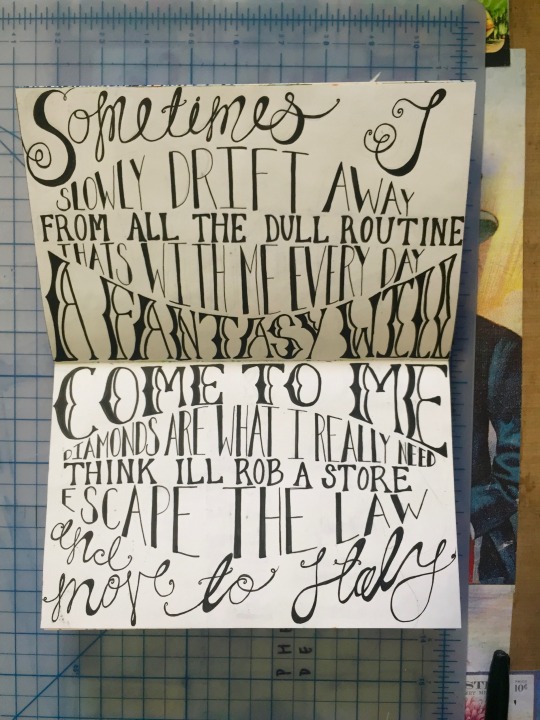 Sometimes I
SLOWLY DRIFT AWAY
FROM ALL THE DULL ROUTINE
THATS WITH ME EVERY DAY
A FANTASY WILL
COME TO ME
DIAMONDS ARE WHAT I REALLY NEED
THINK ILL ROB A STORE
ESCAPE THE LAW
and
move to Italy
10¢